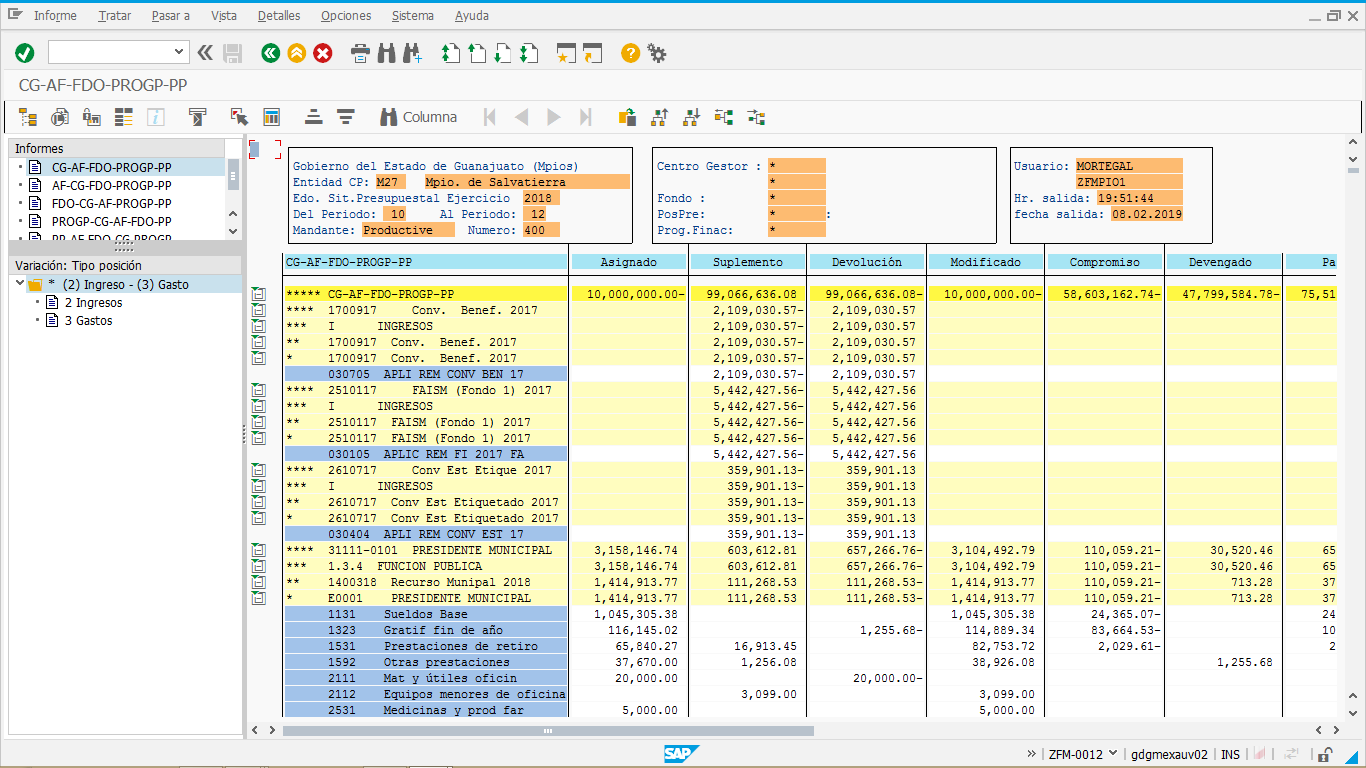 Informe Tratar Pasar a Vista Detalles Opciones Sistema Ayuda
CG-AF-FDO-PROGP-PP
Columna
Informes
CG-AF-FDO-PROGP-PP
AF-CG-FDO-PROGP-PP
FDO-CG-AF-PROGP-PP
PROGP-CG-AF-FDO-PP
PP-AF-FDO-CG-PROGP
Variación: Tipo posición
* (2) Ingreso - (3) Gasto
2 Ingresos
3 Gastos
Gobierno del Estado de Guanajuato (Mpios)
Entidad CP: M27 Mpio. de Salvatierra
Edo. Sit.Presupuestal Ejercicio 2018
Del Periodo: 10 Al Periodo: 12
Mandante: Productive Numero: 400
Centro Gestor : *
*
Fondo : *
PosPre: * :
Prog.Finac: *
Usuario: MORTEGAL
ZFMPIO1
Hr. salida: 19:51:44
fecha salida: 08.02.2019
CG-AF-FDO-PROGP-PP Asignado Suplemento Devolución Modificado Compromiso Devengado Pa
***** CG-AF-FDO-PROGP-PP 10,000,000.00- 99,066,636.08 99,066,636.08- 10,000,000.00- 58,603,162.74- 47,799,584.78- 75,51
**** 1700917 Conv. Benef. 2017 2,109,030.57- 2,109,030.57
*** I INGRESOS 2,109,030.57- 2,109,030.57
** 1700917 Conv. Benef. 2017 2,109,030.57- 2,109,030.57
* 1700917 Conv. Benef. 2017 2,109,030.57- 2,109,030.57
030705 APLI REM CONV BEN 17 2,109,030.57- 2,109,030.57
**** 2510117 FAISM (Fondo 1) 2017 5,442,427.56- 5,442,427.56
*** I INGRESOS 5,442,427.56- 5,442,427.56
** 2510117 FAISM (Fondo 1) 2017 5,442,427.56- 5,442,427.56
* 2510117 FAISM (Fondo 1) 2017 5,442,427.56- 5,442,427.56
030105 APLIC REM FI 2017 FA 5,442,427.56- 5,442,427.56
**** 2610717 Conv Est Etique 2017 359,901.13- 359,901.13
*** I INGRESOS 359,901.13- 359,901.13
** 2610717 Conv Est Etiquetado 2017 359,901.13- 359,901.13
* 2610717 Conv Est Etiquetado 2017 359,901.13- 359,901.13
030404 APLI REM CONV EST 17 359,901.13- 359,901.13
**** 31111-0101 PRESIDENTE MUNICIPAL 3,158,146.74 603,612.81 657,266.76- 3,104,492.79 110,059.21- 30,520.46 65
*** 1.3.4 FUNCION PUBLICA 3,158,146.74 603,612.81 657,266.76- 3,104,492.79 110,059.21- 30,520.46 65
** 1400318 Recurso Munipal 2018 1,414,913.77 111,268.53 111,268.53- 1,414,913.77 110,059.21- 713.28 37
* E0001 PRESIDENTE MUNICIPAL 1,414,913.77 111,268.53 111,268.53- 1,414,913.77 110,059.21- 713.28 37
1131 Sueldos Base 1,045,305.38 1,045,305.38 24,365.07- 24
1323 Gratif fin de año 116,145.02 1,255.68- 114,889.34 83,664.53- 10
1531 Prestaciones de retiro 65,840.27 16,913.45 82,753.72 2,029.61- 2
1592 Otras prestaciones 37,670.00 1,256.08 38,926.08 1,255.68
2111 Mat y útiles oficin 20,000.00 20,000.00-
2112 Equipos menores de oficina 3,099.00 3,099.00
2531 Medicinas y prod far 5,000.00 5,000.00
SAP ZFM-0012 gdgmexauv02 INS